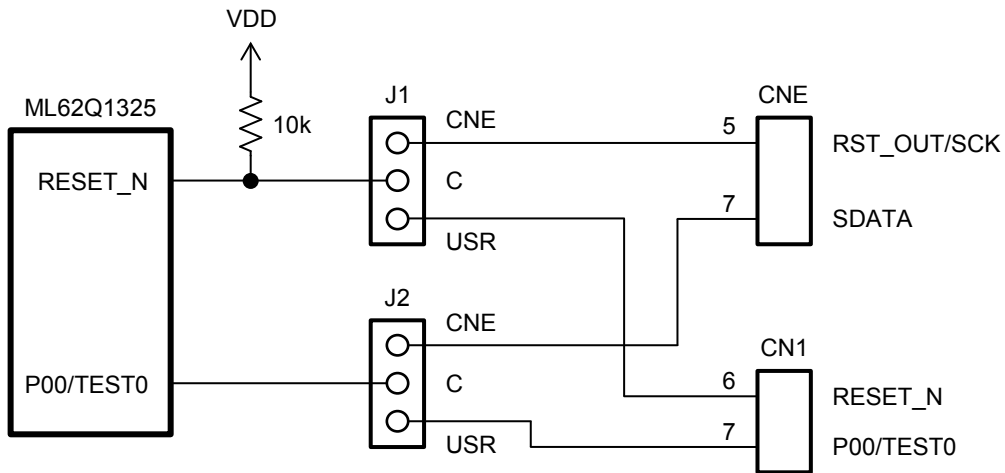 VDD
ML62Q1325
10k
J1
CNE
CNE
5
RST_OUT/SCK
RESET_N
C
7
SDATA
USR
J2
CNE
CN1
P00/TEST0
C
6
RESET_N
USR
7
P00/TEST0